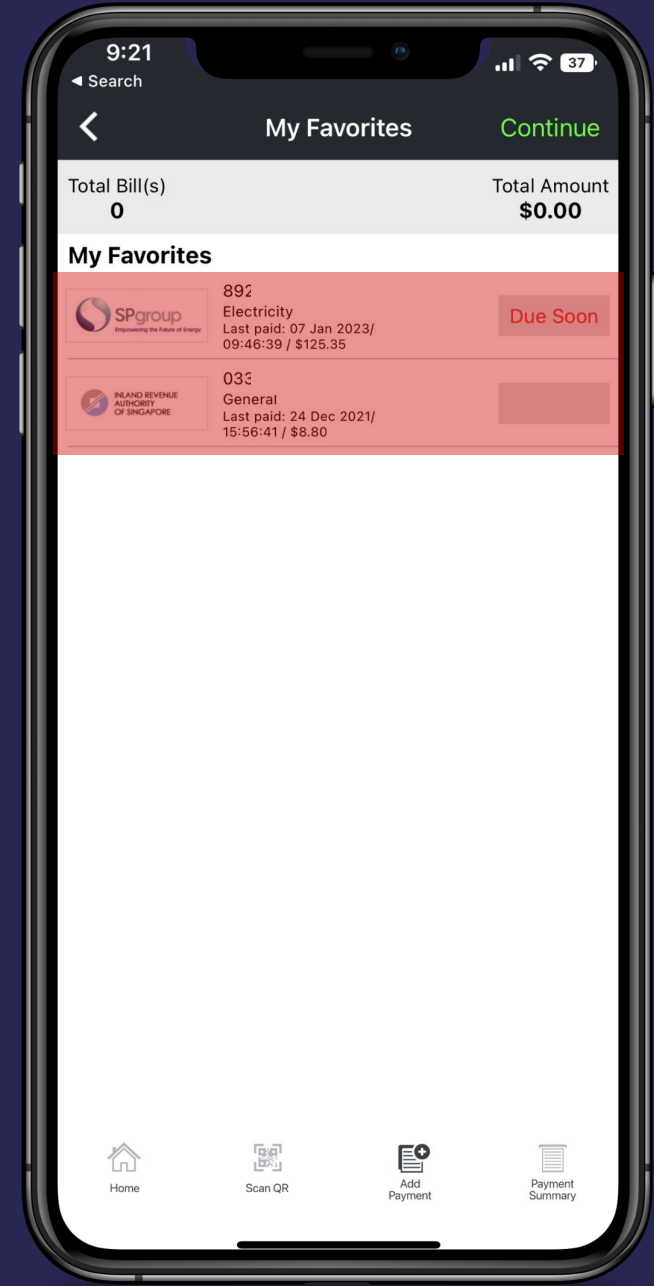 9:21
37
◀ Search
My Favorites
Continue
Total Bill(s)
Total Amount
0
$0.00
My Favorites
892
SPgroup
Empowering the Future of Energy
Electricity
Last paid: 07 Jan 2023/
09:46:39 / $125.35
Due Soon
033
INLAND REVENUE
AUTHORITY
OF SINGAPORE
General
Last paid: 24 Dec 2021/
15:56:41 / $8.80
Home
Scan QR
Add
Payment
Payment
Summary